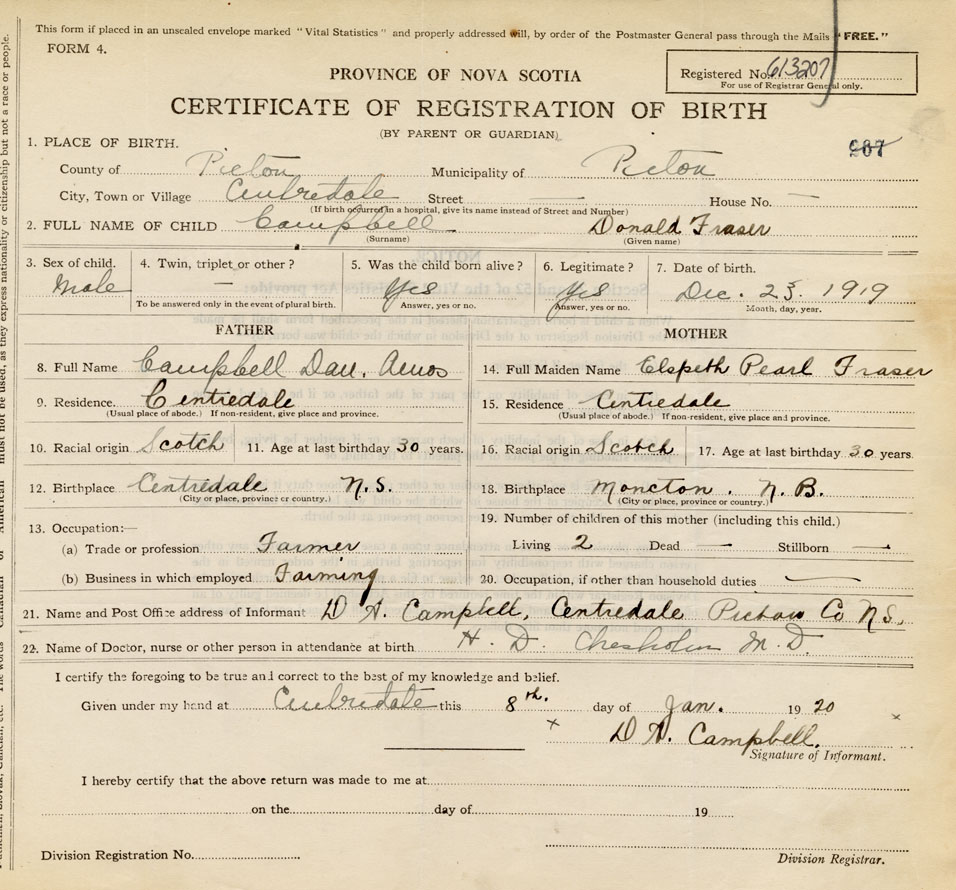 This form if placed in an unsealed envelope marked "Vital Statistics" and properly addressed will, by order of the Postmaster General pass through the Mails "FREE."
FORM 4.
PROVINCE OF NOVA SCOTIA
Registered No. 613207
For use of Registrar General only.
CERTIFICATE OF REGISTRATION OF BIRTH
(BY PARENT OR GUARDIAN)
1. PLACE OF BIRTH.
County of Pictou Municipality of Pictou
City, Town or Village Centredale Street — House No. —
(If birth occurred in a hospital, give its name instead of Street and Number)
2. FULL NAME OF CHILD Campbell Donald Fraser
(Surname) (Given name)
3. Sex of child. 4. Twin, triplet or other? 5. Was the child born alive? 6. Legitimate? 7. Date of birth.
Male — Yes Yes Dec. 23. 1919
To be answered only in the event of plural birth. Answer, yes or no. Answer, yes or no. Month, day, year.
FATHER MOTHER
8. Full Name Campbell Dan. Amos
14. Full Maiden Name Elspeth Pearl Fraser
9. Residence. Centredale
15. Residence Centredale
(Usual place of abode.) If non-resident, give place and province.
(Usual place of abode.) If non-resident, give place and province.
10. Racial origin Scotch 11. Age at last birthday 30 years.
16. Racial origin Scotch 17. Age at last birthday 30 years.
12. Birthplace Centredale N.S.
(City or place, province or country.)
18. Birthplace Moncton. N.B.
(City or place, province or country.)
13. Occupation:—
19. Number of children of this mother (including this child.)
(a) Trade or profession Farmer
Living 2 Dead — Stillborn —
(b) Business in which employed Farming
20. Occupation, if other than household duties —
21. Name and Post Office address of Informant D A. Campbell, Centredale Pictou Co N.S.
22. Name of Doctor, nurse or other person in attendance at birth H. D. Chesholm M.D.
I certify the foregoing to be true and correct to the best of my knowledge and belief.
Given under my hand at Centredale this 8th. day of Jan. 1920
x D A. Campbell. x
Signature of Informant.
I hereby certify that the above return was made to me at
on the day of 19
Division Registration No.
Division Registrar.